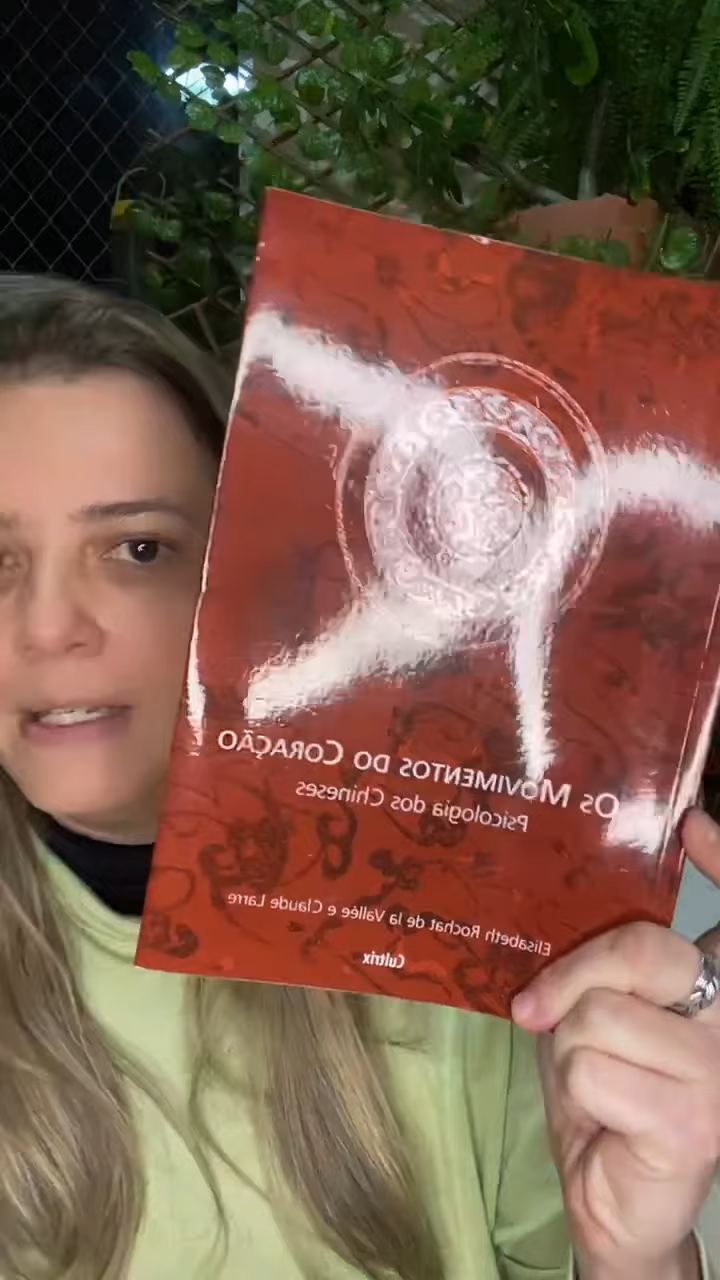 Os Movimentos do Coração
Psicologia dos Chineses
Elisabeth Rochat de la Vallée e Claude Larre
Cultrix